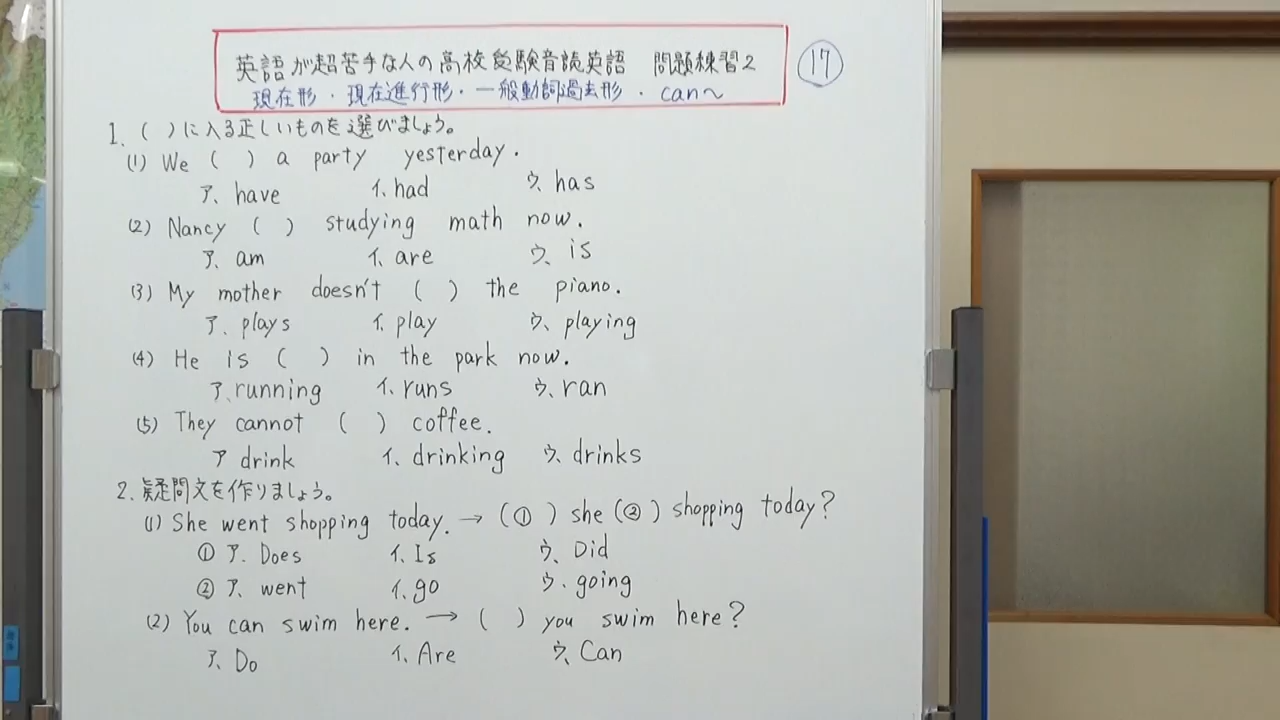 英語が超苦手な人の高校受験音読英語 問題練習2
⑰
現在形・現在進行形・一般動詞過去形・can～
1. ( )に入る正しいものを選びましょう。
(1) We ( ) a party yesterday.
ア. have イ. had ウ. has
(2) Nancy ( ) studying math now.
ア. am イ. are ウ. is
(3) My mother doesn't ( ) the piano.
ア. plays イ. play ウ. playing
(4) He is ( ) in the park now.
ア. running イ. runs ウ. ran
(5) They cannot ( ) coffee.
ア drink イ. drinking ウ. drinks
2. 疑問文を作りましょう。
(1) She went shopping today. → (①) she (②) shopping today?
① ア. Does イ. Is ウ. Did
② ア. went イ. go ウ. going
(2) You can swim here. → ( ) you swim here?
ア. Do イ. Are ウ. Can